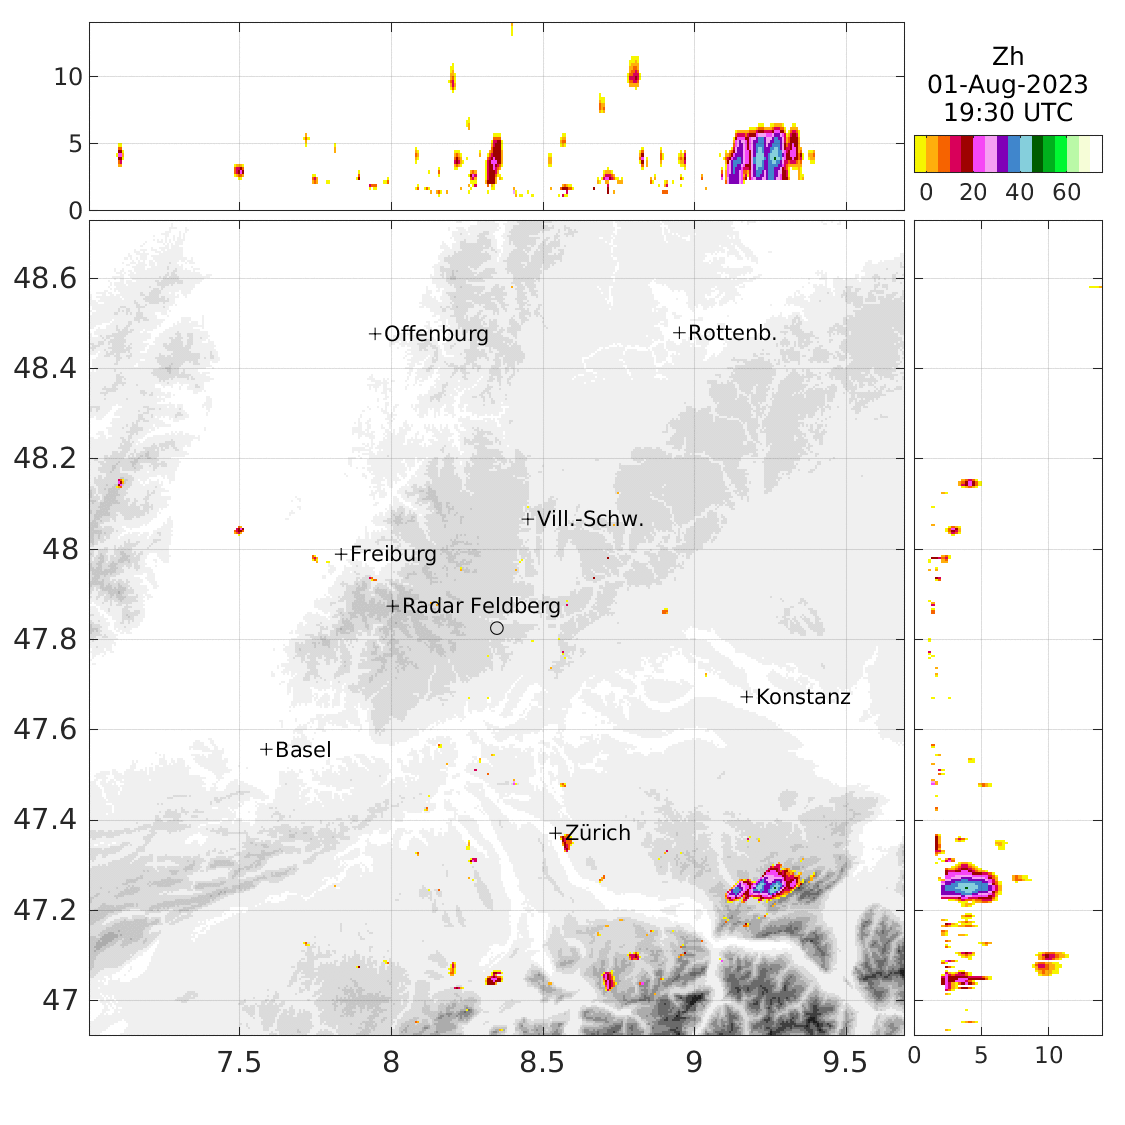 10
5
0
Zh
01-Aug-2023
19:30 UTC
0 20 40 60
48.6
48.4
48.2
48
47.8
47.6
47.4
47.2
47
+Offenburg
+Rottenb.
+Vill.-Schw.
+Freiburg
+Radar Feldberg
+Konstanz
+Basel
+Zürich
7.5 8 8.5 9 9.5
0 5 10